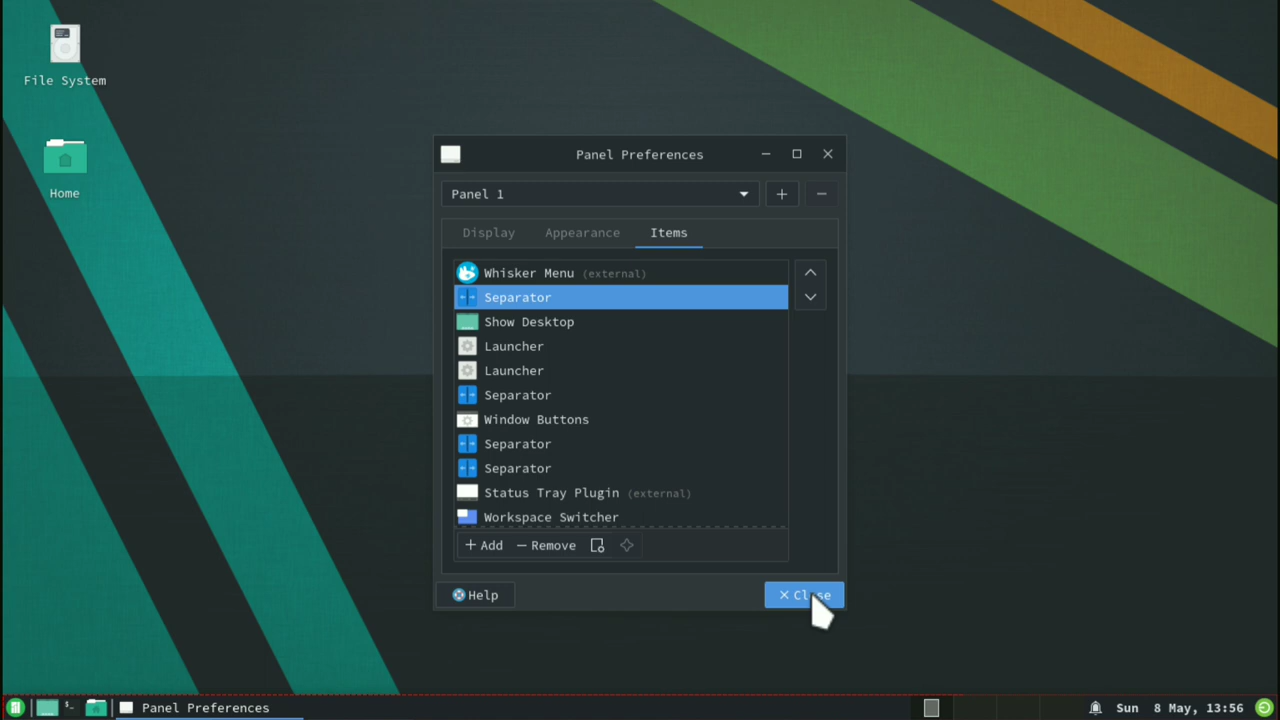 File System
Home
Panel Preferences
Panel 1
Display Appearance Items
Whisker Menu (external)
Separator
Show Desktop
Launcher
Launcher
Separator
Window Buttons
Separator
Separator
Status Tray Plugin (external)
Workspace Switcher
Add Remove
Help Close
Panel Preferences
Sun 8 May, 13:56